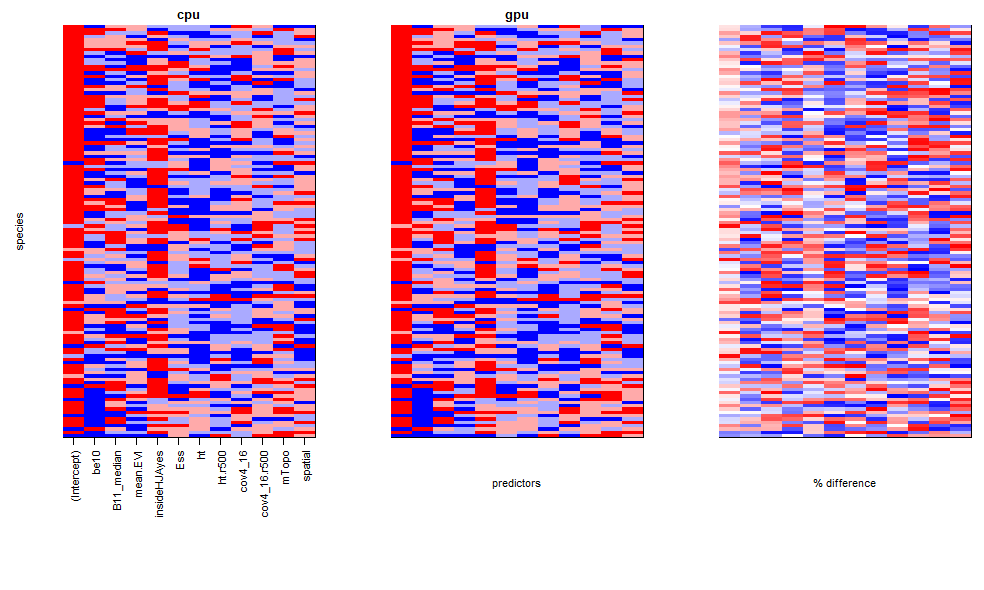 cpu
gpu
species
(Intercept)
be10
B11_median
mean.EVI
insideHJAyes
Ess
ht
ht.r500
cov4_16
cov4_16.r500
mTopo
spatial
predictors
% difference